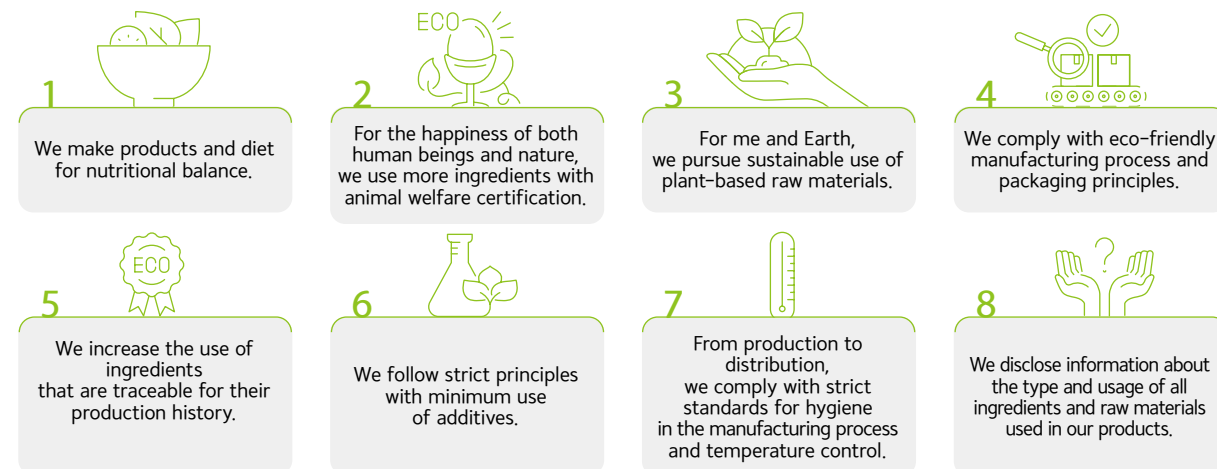 1
We make products and diet
for nutritional balance.
ECO
2
For the happiness of both
human beings and nature,
we use more ingredients with
animal welfare certification.
3
For me and Earth,
we pursue sustainable use of
plant-based raw materials.
4
We comply with eco-friendly
manufacturing process and
packaging principles.
ECO
5
We increase the use of
ingredients
that are traceable for their
production history.
6
We follow strict principles
with minimum use
of additives.
7
From production to
distribution,
we comply with strict
standards for hygiene
in the manufacturing process
and temperature control.
?
8
We disclose information about
the type and usage of all
ingredients and raw materials
used in our products.